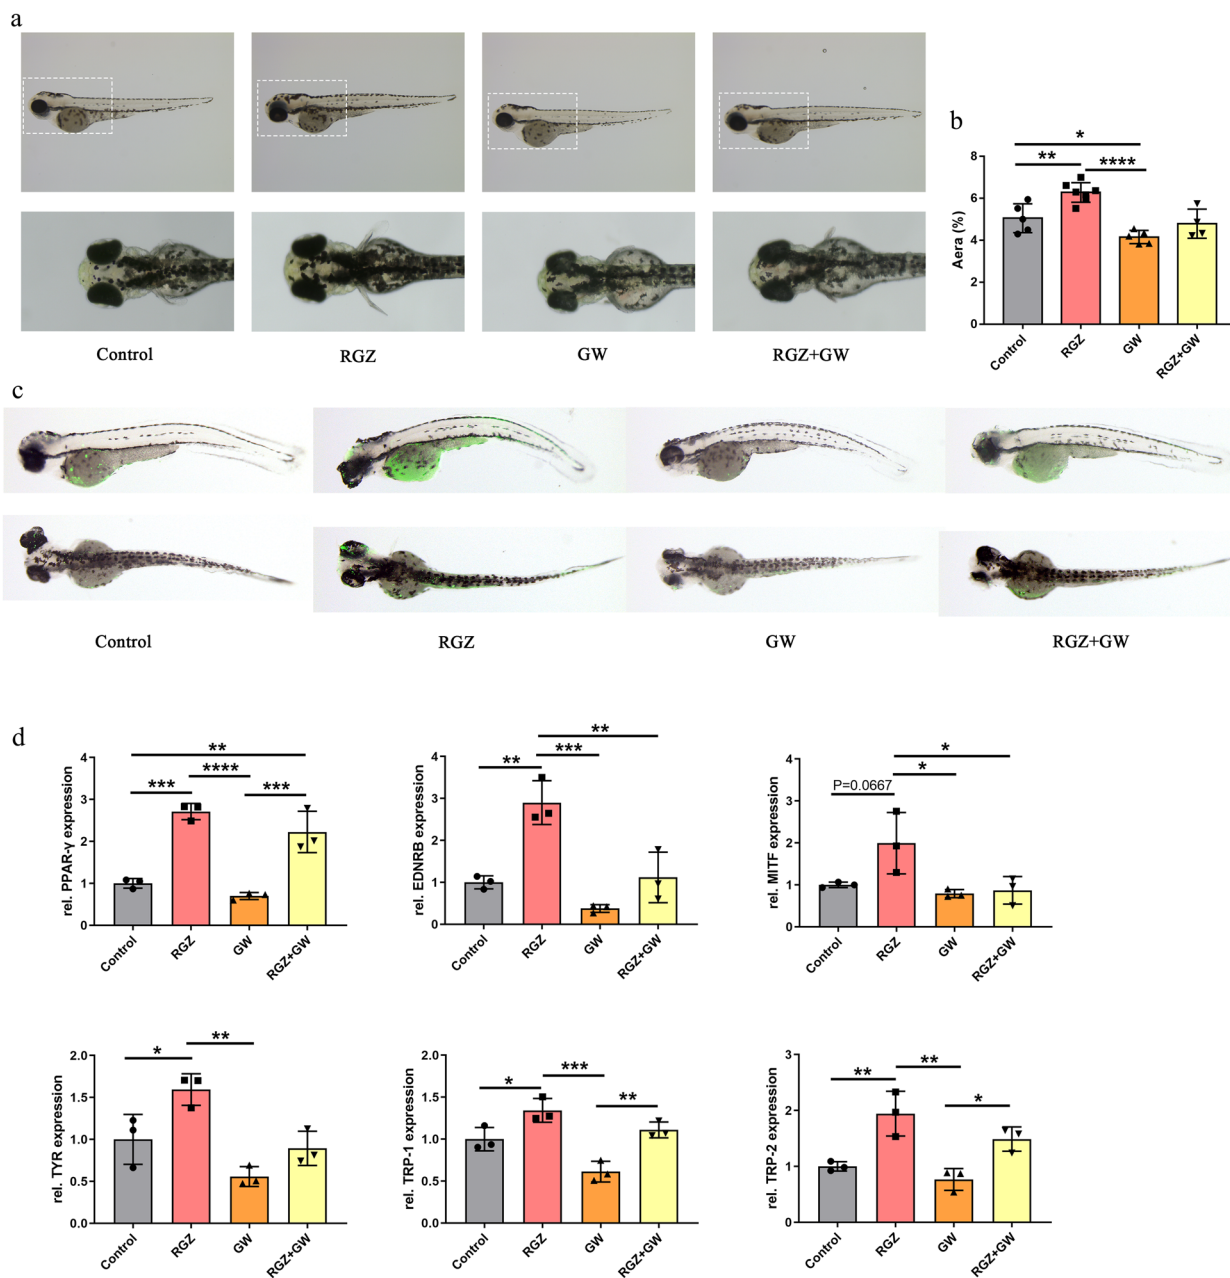 a
Control
RGZ
GW
RGZ+GW
b
*
**
****
Aera (%)
8
6
4
2
0
Control
RGZ
GW
RGZ+GW
c
Control
RGZ
GW
RGZ+GW
d
**
****
***
***
rel. PPAR-γ expression
4
3
2
1
0
Control
RGZ
GW
RGZ+GW
**
***
**
rel. EDNRB expression
4
3
2
1
0
Control
RGZ
GW
RGZ+GW
*
*
P=0.0667
rel. MITF expression
4
3
2
1
0
Control
RGZ
GW
RGZ+GW
**
*
rel. TYR expression
2.0
1.5
1.0
0.5
0.0
Control
RGZ
GW
RGZ+GW
***
*
**
rel. TRP-1 expression
2.0
1.5
1.0
0.5
0.0
Control
RGZ
GW
RGZ+GW
**
**
*
rel. TRP-2 expression
3
2
1
0
Control
RGZ
GW
RGZ+GW